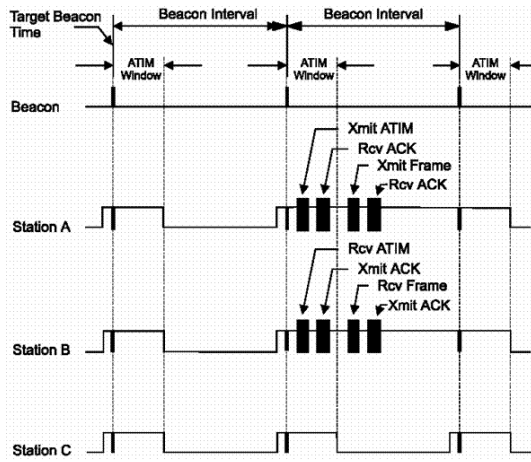 Target Beacon
Time
Beacon Interval
Beacon Interval
ATIM
Window
ATIM
Window
ATIM
Window
Beacon
Xmit ATIM
Rcv ACK
Xmit Frame
Rcv ACK
Station A
Rcv ATIM
Xmit ACK
Rcv Frame
Xmit ACK
Station B
Station C